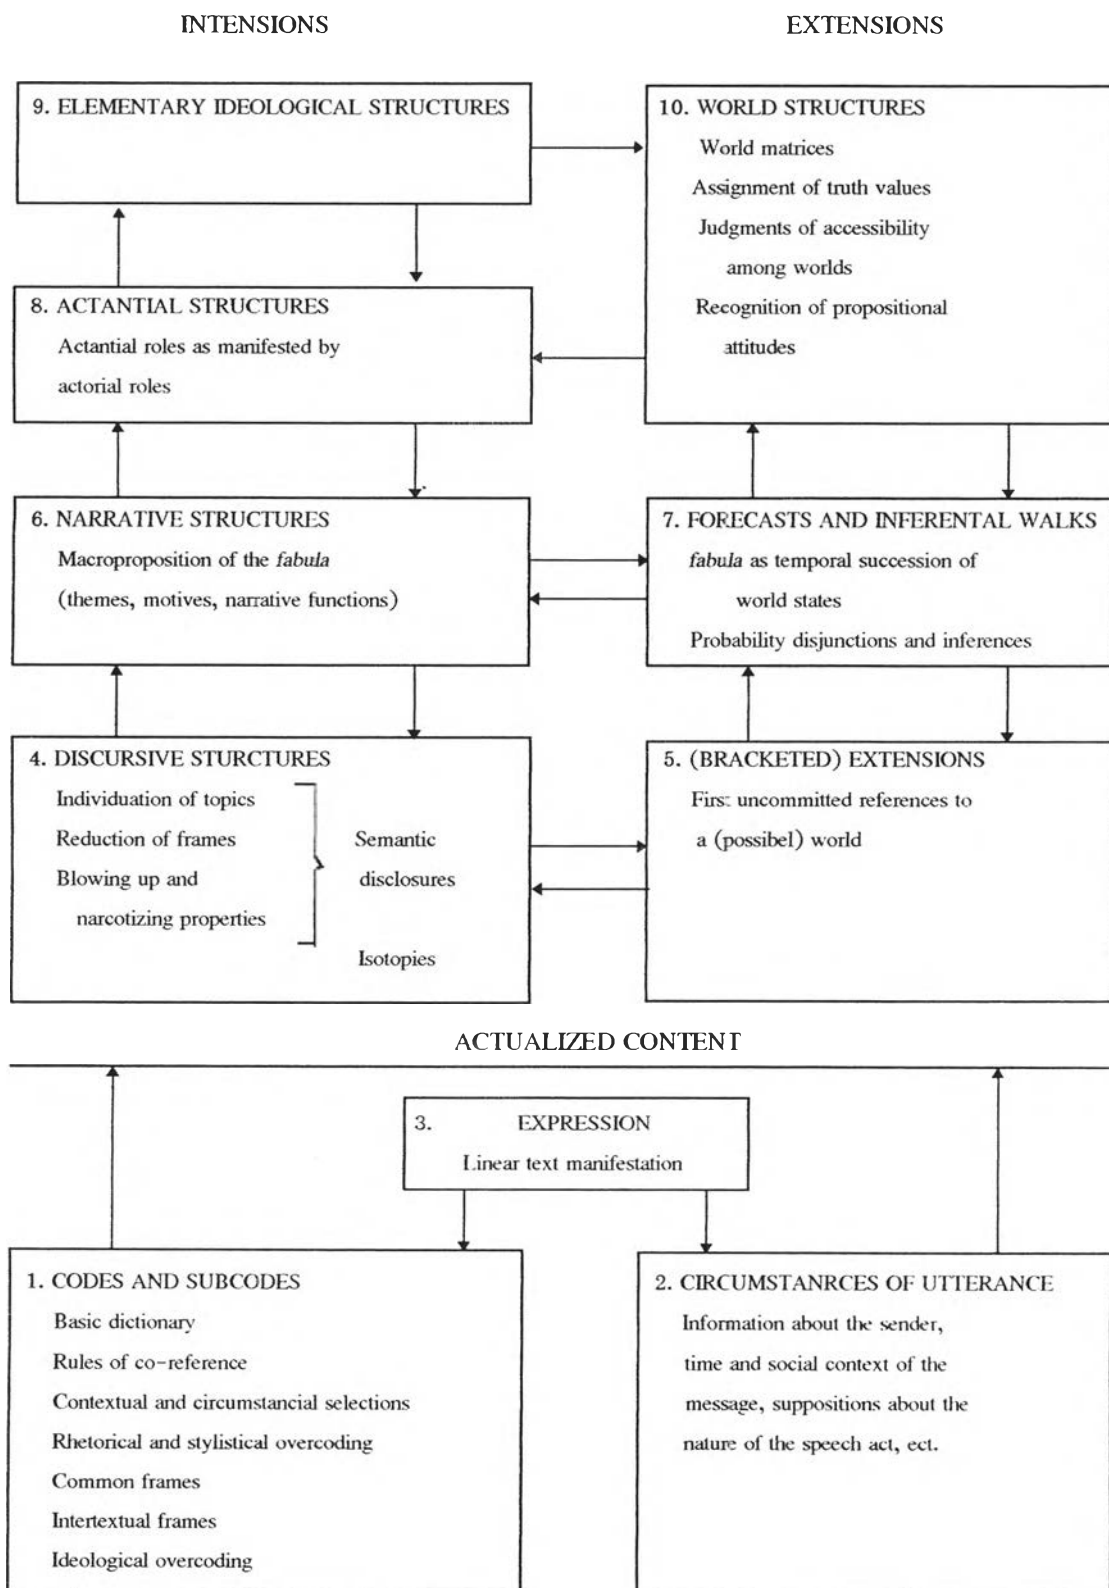 INTENSIONS
EXTENSIONS
9. ELEMENTARY IDEOLOGICAL STRUCTURES
10. WORLD STRUCTURES
World matrices
Assignment of truth values
Judgments of accessibility
among worlds
Recognition of propositional
attitudes
8. ACTANTIAL STRUCTURES
Actantial roles as manifested by
actorial roles
6. NARRATIVE STRUCTURES
Macroproposition of the fabula
(themes, motives, narrative functions)
7. FORECASTS AND INFERENTAL WALKS
fabula as temporal succession of
world states
Probability disjunctions and inferences
4. DISCURSIVE STURCTURES
Individuation of topics
Reduction of frames
Blowing up and
narcotizing properties
Semantic
disclosures
Isotopies
5. (BRACKETED) EXTENSIONS
First uncommitted references to
a (possibel) world
ACTUALIZED CONTENT
3. EXPRESSION
Linear text manifestation
1. CODES AND SUBCODES
Basic dictionary
Rules of co-reference
Contextual and circumstancial selections
Rhetorical and stylistical overcoding
Common frames
Intertextual frames
Ideological overcoding
2. CIRCUMSTANRCES OF UTTERANCE
Information about the sender,
time and social context of the
message, suppositions about the
nature of the speech act, ect.